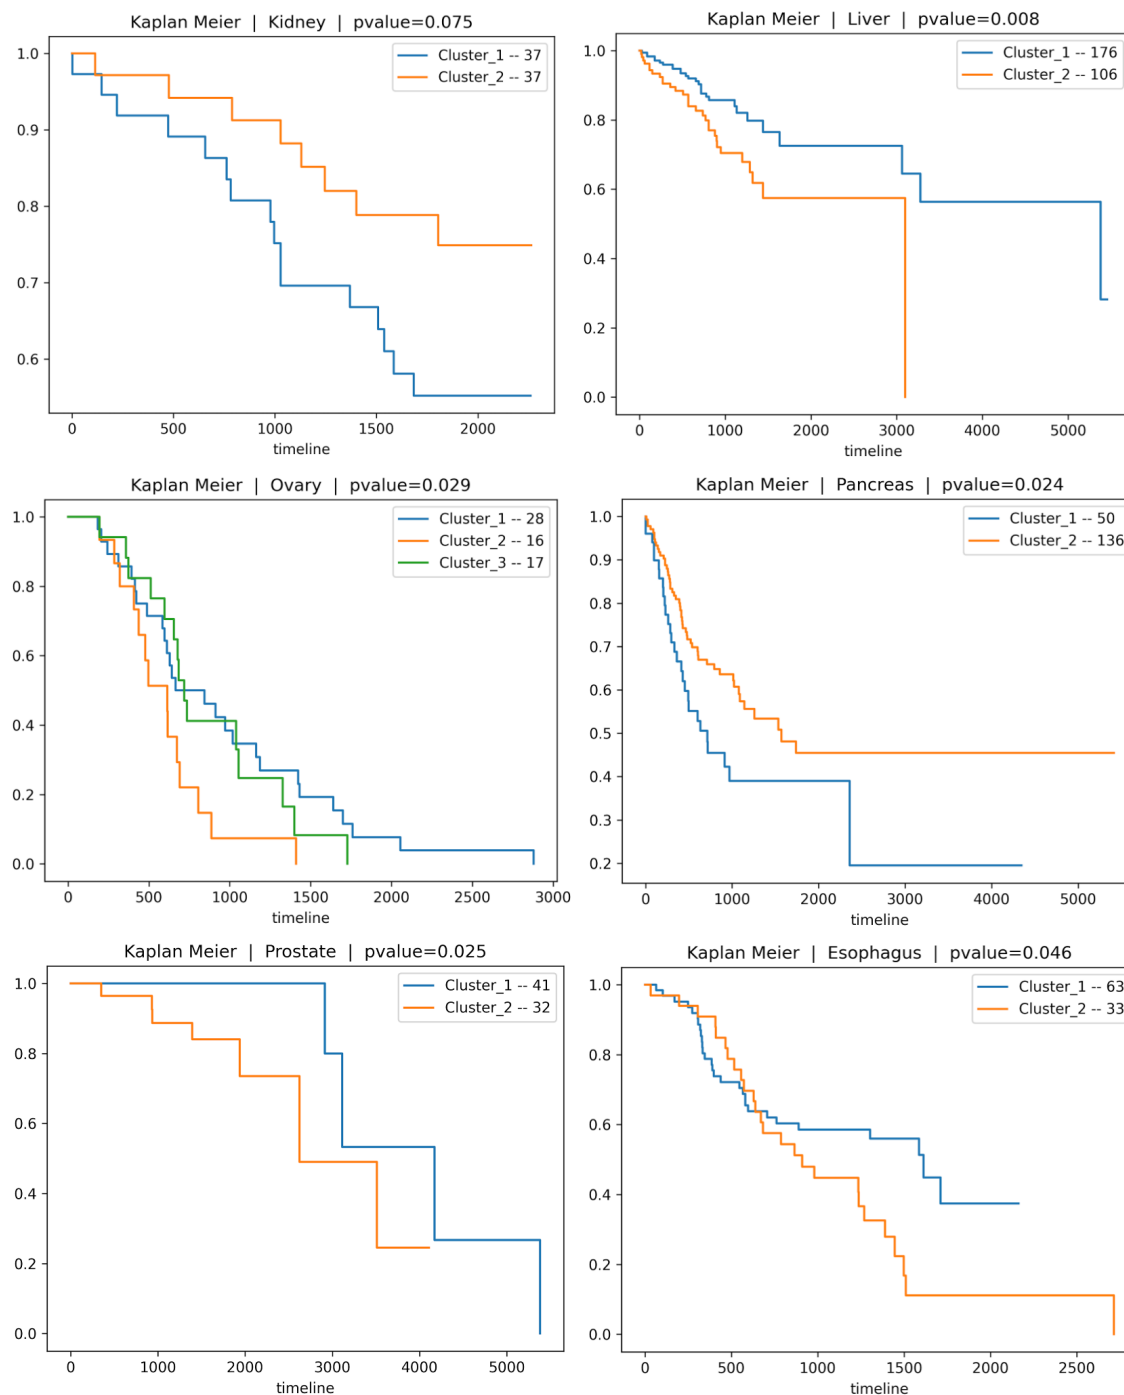 Kaplan Meier | Kidney | pvalue=0.075
Cluster_1 -- 37
Cluster_2 -- 37
1.0
0.9
0.8
0.7
0.6
0 500 1000 1500 2000
timeline
Kaplan Meier | Liver | pvalue=0.008
Cluster_1 -- 176
Cluster_2 -- 106
1.0
0.8
0.6
0.4
0.2
0.0
0 1000 2000 3000 4000 5000
timeline
Kaplan Meier | Ovary | pvalue=0.029
Cluster_1 -- 28
Cluster_2 -- 16
Cluster_3 -- 17
1.0
0.8
0.6
0.4
0.2
0.0
0 500 1000 1500 2000 2500 3000
timeline
Kaplan Meier | Pancreas | pvalue=0.024
Cluster_1 -- 50
Cluster_2 -- 136
1.0
0.9
0.8
0.7
0.6
0.5
0.4
0.3
0.2
0 1000 2000 3000 4000 5000
timeline
Kaplan Meier | Prostate | pvalue=0.025
Cluster_1 -- 41
Cluster_2 -- 32
1.0
0.8
0.6
0.4
0.2
0.0
0 1000 2000 3000 4000 5000
timeline
Kaplan Meier | Esophagus | pvalue=0.046
Cluster_1 -- 63
Cluster_2 -- 33
1.0
0.8
0.6
0.4
0.2
0.0
0 500 1000 1500 2000 2500
timeline